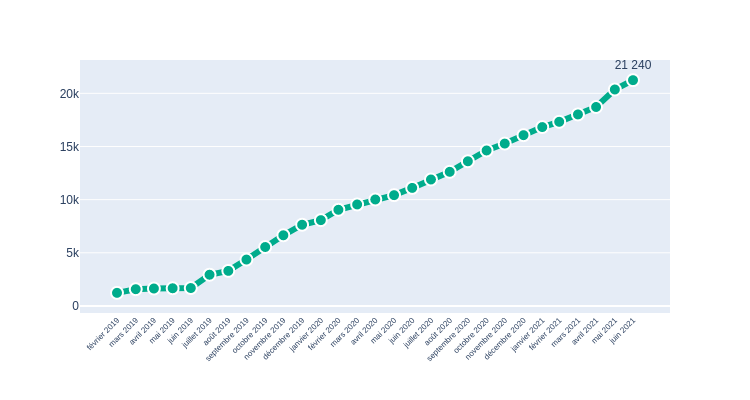 21 240
20k
15k
10k
5k
0
février 2019
mars 2019
avril 2019
mai 2019
juin 2019
juillet 2019
août 2019
septembre 2019
octobre 2019
novembre 2019
décembre 2019
janvier 2020
février 2020
mars 2020
avril 2020
mai 2020
juin 2020
juillet 2020
août 2020
septembre 2020
octobre 2020
novembre 2020
décembre 2020
janvier 2021
février 2021
mars 2021
avril 2021
mai 2021
juin 2021